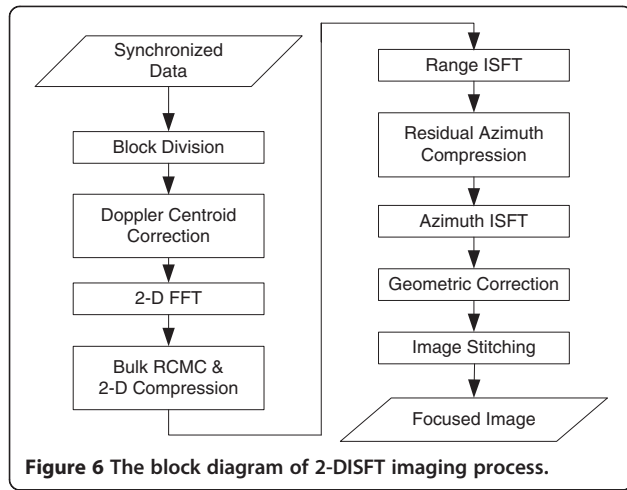 Synchronized
Data
Block Division
Doppler Centroid
Correction
2-D FFT
Bulk RCMC &
2-D Compression
Range ISFT
Residual Azimuth
Compression
Azimuth ISFT
Geometric Correction
Image Stitching
Focused Image
Figure 6 The block diagram of 2-DISFT imaging process.